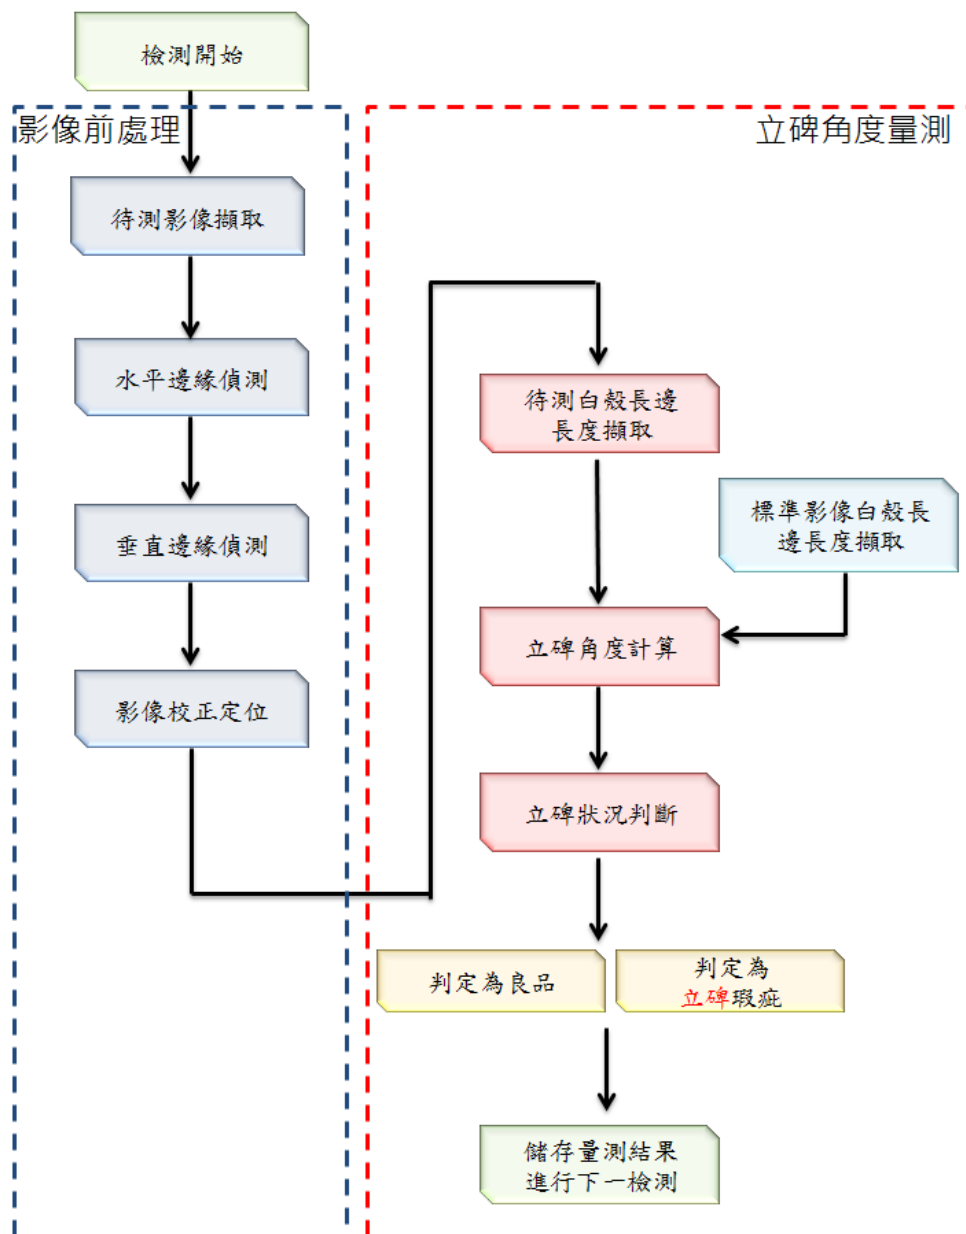 檢測開始
影像前處理
待測影像擷取
水平邊緣偵測
垂直邊緣偵測
影像校正定位
立碑角度量測
待測白殼長邊
長度擷取
標準影像白殼長
邊長度擷取
立碑角度計算
立碑狀況判斷
判定為良品
判定為
立碑瑕疵
儲存量測結果
進行下一檢測